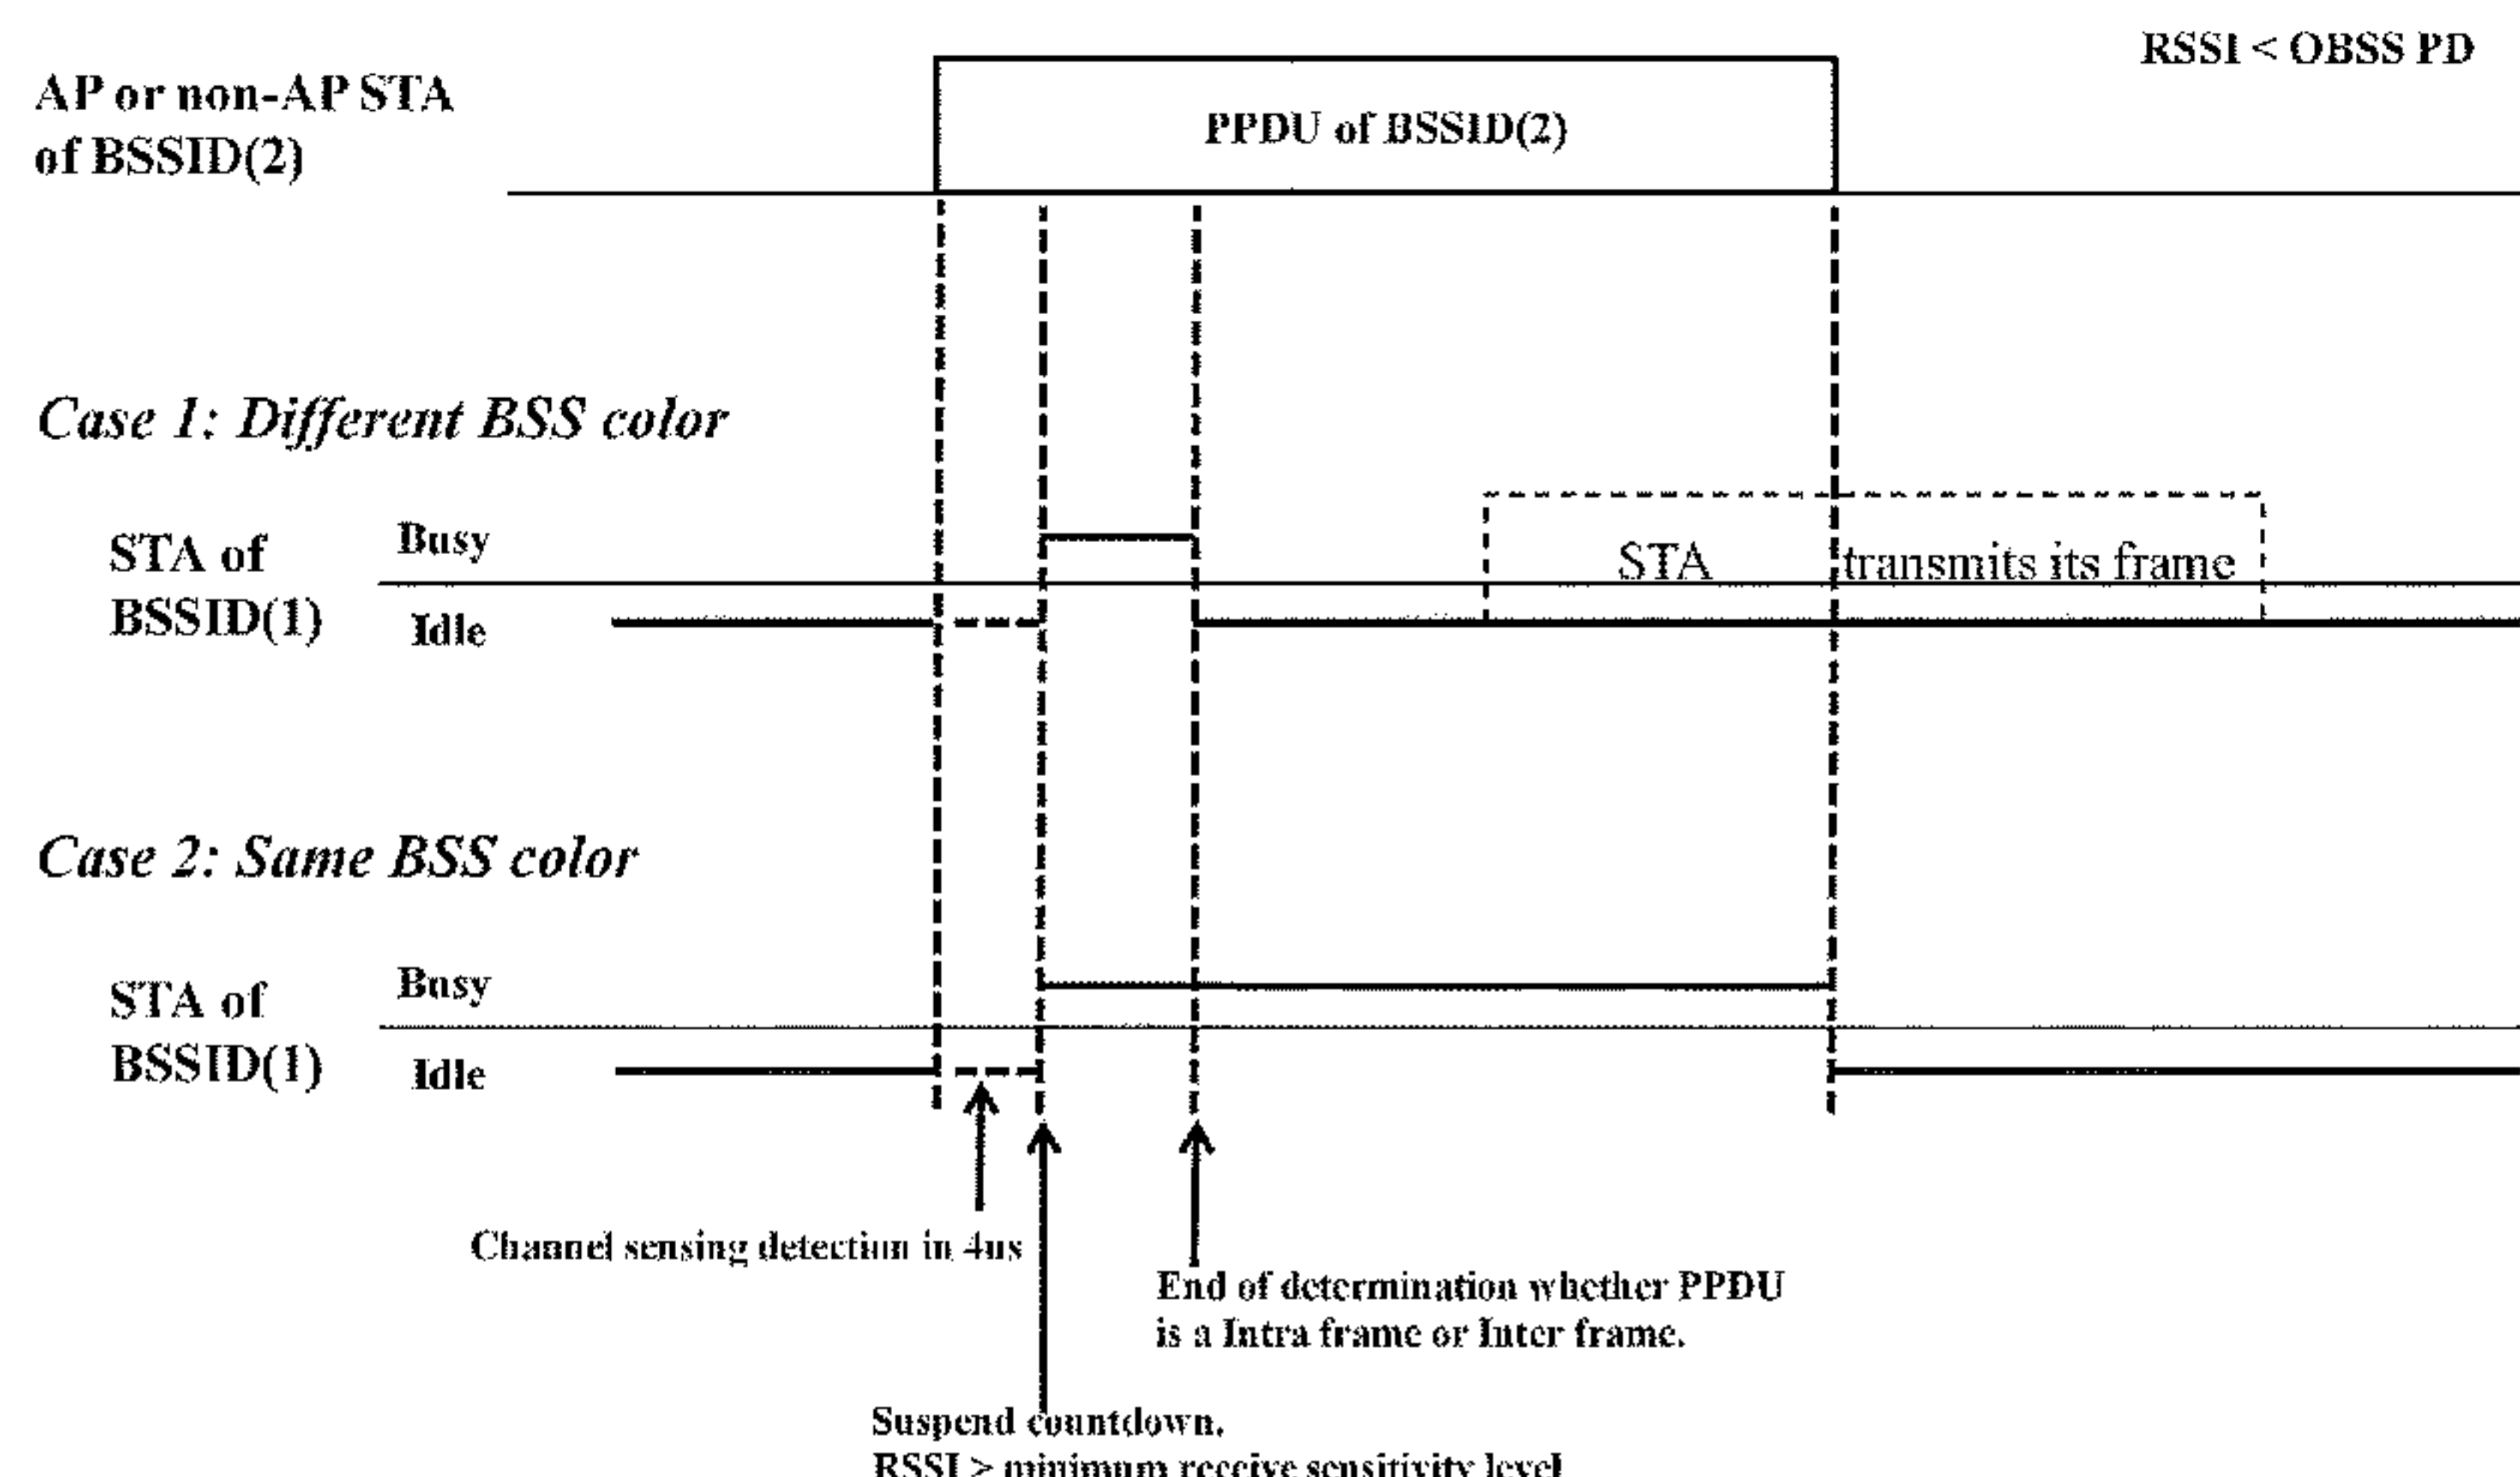 RSSI < OBSS PD
AP or non-AP STA
of BSSID(2)
PPDU of BSSID(2)
Case 1: Different BSS color
STA of
BSSID(1)
Busy
Idle
STA transmits its frame
Case 2: Same BSS color
STA of
BSSID(1)
Busy
Idle
Channel sensing detection in 4us
End of determination whether PPDU
is a Intra frame or Inter frame.
Suspend countdown.
RSSI > minimum receive sensitivity level